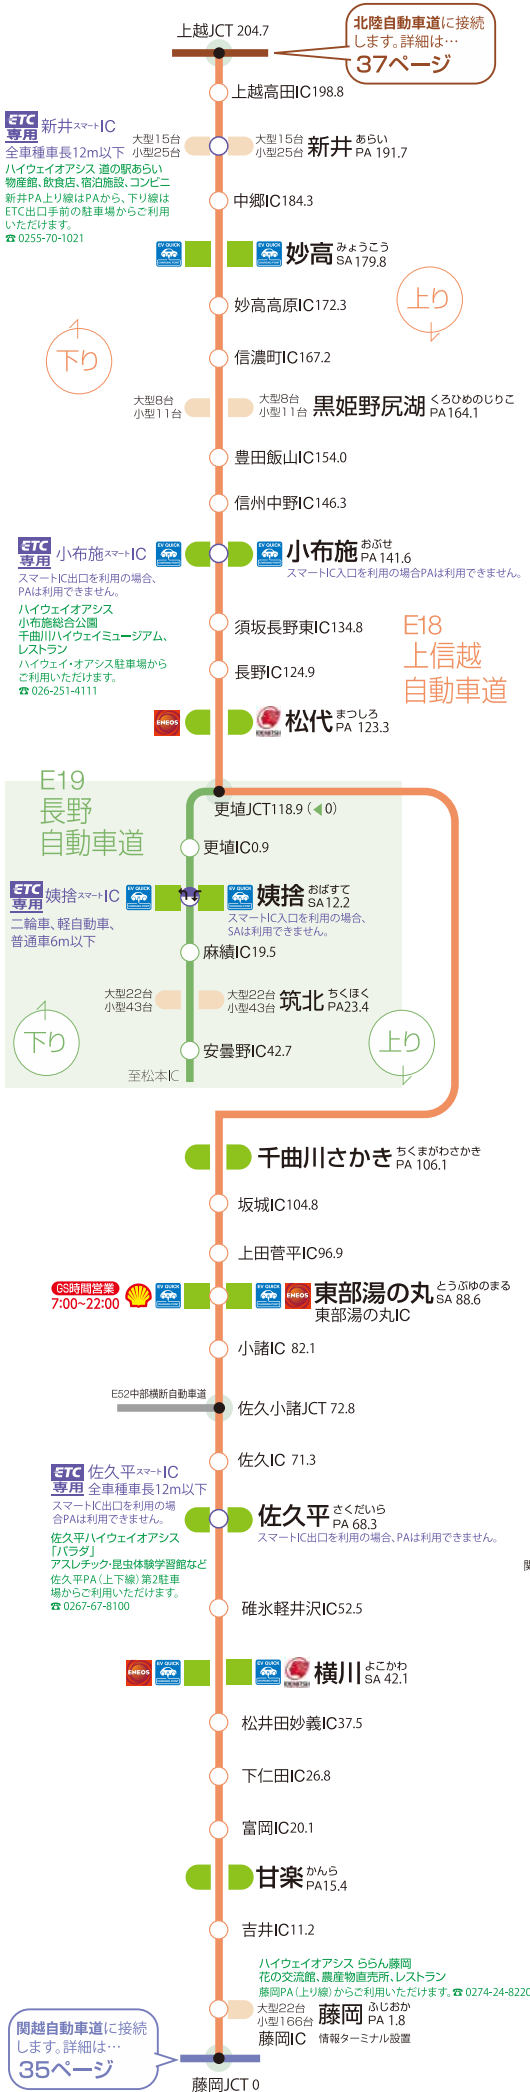 上越JCT 204.7
北陸自動車道に接続
します。詳細は…
37ページ
上越高田IC198.8
ETC
専用
新井スマートIC
全車種車長12m以下
ハイウェイオアシス 道の駅あらい
物産館、飲食店、宿泊施設、コンビニ
新井PA上り線はPAから、下り線は
ETC出口手前の駐車場からご利用
いただけます。
☎ 0255-70-1021
大型15台
小型25台
大型15台
小型25台
新井 あらい
PA 191.7
中郷IC184.3
EV QUICK
EV QUICK
妙高 みょうこう
SA179.8
妙高高原IC172.3
上り
下り
信濃町IC167.2
大型8台
小型11台
大型8台
小型11台
黒姫野尻湖 くろひめのじりこ
PA164.1
豊田飯山IC154.0
信州中野IC146.3
ETC
専用
小布施スマートIC
スマートIC出口を利用の場合、
PAは利用できません。
ハイウェイオアシス
小布施総合公園
千曲川ハイウェイミュージアム、
レストラン
ハイウェイ・オアシス駐車場から
ご利用いただけます。
☎ 026-251-4111
EV QUICK
EV QUICK
小布施 おぶせ
PA 141.6
スマートIC入口を利用の場合PAは利用できません。
須坂長野東IC134.8
E18
上信越
自動車道
長野IC124.9
ENEOS
松代 まつしろ
PA 123.3
E19
長野
自動車道
更埴JCT118.9 (◀0)
更埴IC0.9
ETC
専用
姨捨スマートIC
二輪車、軽自動車、
普通車6m以下
EV QUICK
EV QUICK
姨捨 おばすて
SA12.2
スマートIC入口を利用の場合、
SAは利用できません。
麻績IC19.5
大型22台
小型43台
大型22台
小型43台
筑北 ちくほく
PA23.4
下り
上り
安曇野IC42.7
至松本IC
千曲川さかき ちくまがわさかき
PA 106.1
坂城IC104.8
上田菅平IC96.9
GS時間営業
7:00~22:00
EV QUICK
EV QUICK
ENEOS
東部湯の丸 とうぶゆのまる
SA 88.6
東部湯の丸IC
小諸IC 82.1
E52中部横断自動車道
佐久小諸JCT 72.8
佐久IC 71.3
ETC
専用
佐久平スマートIC
全車種車長12m以下
スマートIC出口を利用の場
合PAは利用できません。
佐久平ハイウェイオアシス
「パラダ」
アスレチック・昆虫体験学習館など
佐久平PA(上下線)第2駐車
場からご利用いただけます。
☎ 0267-67-8100
佐久平 さくだいら
PA 68.3
スマートIC出口を利用の場合、PAは利用できません。
関
碓氷軽井沢IC52.5
ENEOS
EV QUICK
EV QUICK
横川 よこかわ
SA 42.1
松井田妙義IC37.5
下仁田IC26.8
富岡IC20.1
甘楽 かんら
PA15.4
吉井IC11.2
ハイウェイオアシス ららん藤岡
花の交流館、農産物直売所、レストラン
藤岡PA(上り線)からご利用いただけます。☎ 0274-24-8220
大型22台
小型166台
藤岡 ふじおか
PA 1.8
藤岡IC 情報ターミナル設置
関越自動車道に接続
します。詳細は…
35ページ
藤岡JCT 0